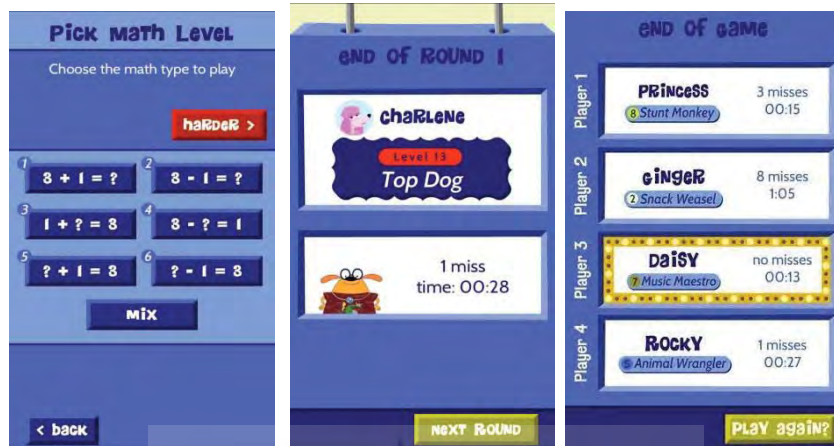 Pick Math Level
Choose the math type to play
harder >
1 3 + 1 = ?
2 3 - 1 = ?
3 1 + ? = 3
4 3 - ? = 1
5 ? + 1 = 3
6 ? - 1 = 3
Mix
< back
End of Round 1
Charlene
Level 13
Top Dog
1 miss
time: 00:28
Next Round
End of Game
Player 1
Princess
8 Stunt Monkey
3 misses
00:15
Player 2
Ginger
2 Snack Weasel
8 misses
1:05
Player 3
Daisy
7 Music Maestro
no misses
00:13
Player 4
Rocky
5 Animal Wrangler
1 misses
00:27
Play again?